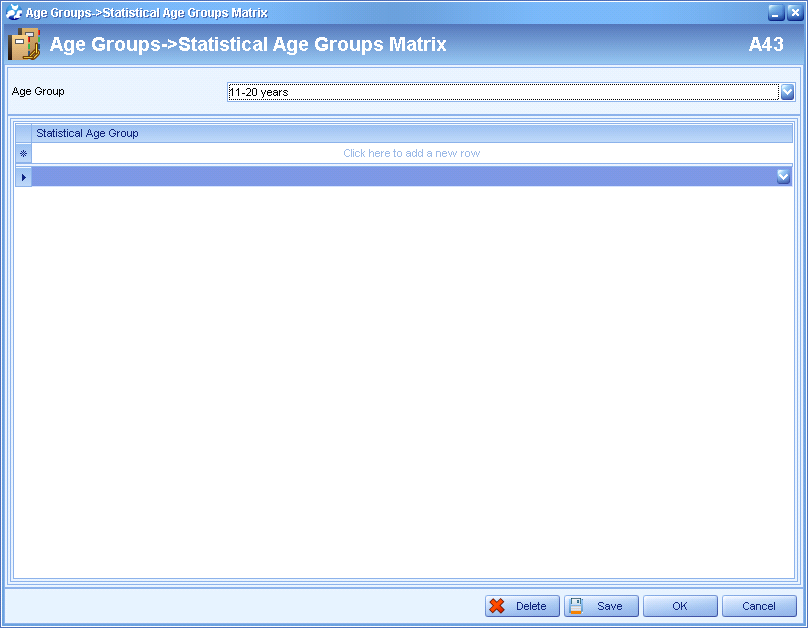 Age Groups->Statistical Age Groups Matrix
Age Groups->Statistical Age Groups Matrix A43
Age Group 11-20 years
Statistical Age Group
Click here to add a new row
Delete Save OK Cancel